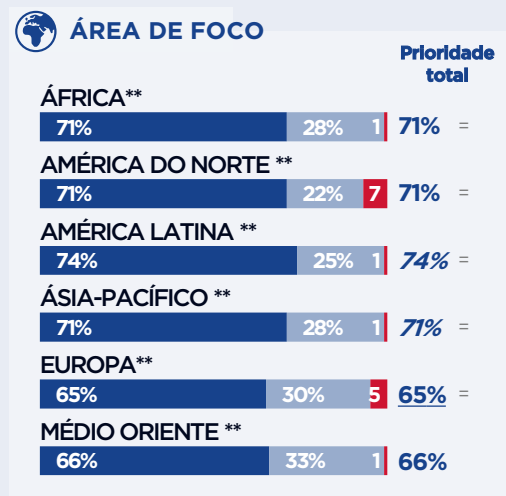 ÁREA DE FOCO
Prioridade
total
ÁFRICA**
71% 28% 1 71% =
AMÉRICA DO NORTE **
71% 22% 7 71% =
AMÉRICA LATINA **
74% 25% 1 74% =
ÁSIA-PACÍFICO **
71% 28% 1 71% =
EUROPA**
65% 30% 5 65% =
MÉDIO ORIENTE **
66% 33% 1 66%